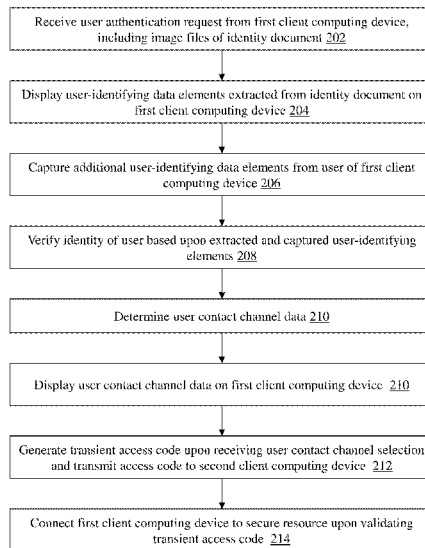 Receive user authentication request from first client computing device,
including image files of identity document 202
Display user-identifying data elements extracted from identity document on
first client computing device 204
Capture additional user-identifying data elements from user of first client
computing device 206
Verify identity of user based upon extracted and captured user-identifying
elements 208
Determine user contact channel data 210
Display user contact channel data on first client computing device 210
Generate transient access code upon receiving user contact channel selection
and transmit access code to second client computing device 212
Connect first client computing device to secure resource upon validating
transient access code 214